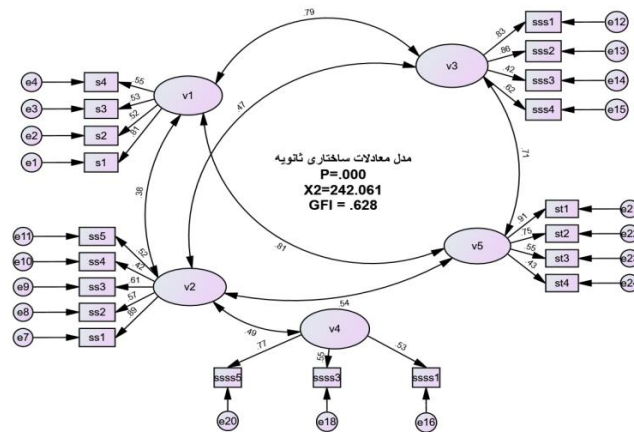 .79
e4 s4 .55
e3 s3 .53
e2 s2 .52
e1 s1 .81
v1
v3
.83 sss1 e12
.86 sss2 e13
.42 sss3 e14
.62 sss4 e15
.47
مدل معادلات ساختاری ثانویه
P=.000
X2=242.061
GFI = .628
.38
.81
.71
e11 ss5 .52
e10 ss4 .42
e9 ss3 .61
e8 ss2 .57
e7 ss1 .89
v2
v5
.91 st1
.75 st2
.55 st3
.43 st4
.54
.49
v4
.77 .55 .53
ssss5 ssss3 ssss1
e20 e18 e16